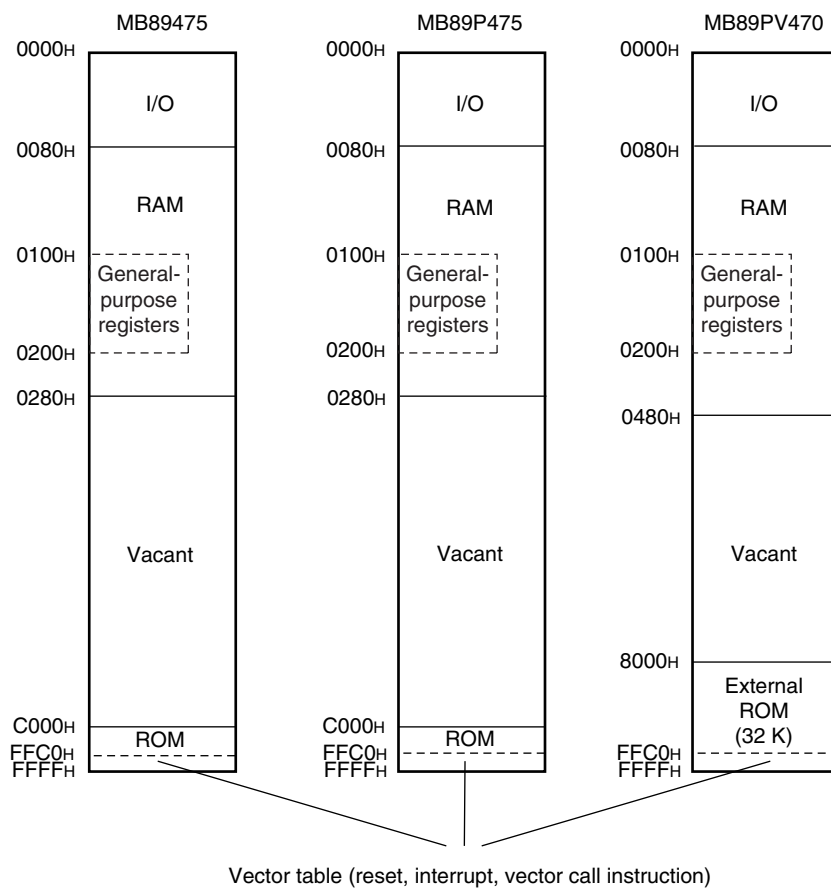 MB89475
0000H
I/O
0080H
RAM
0100H
General-
purpose
registers
0200H
0280H
Vacant
C000H
ROM
FFC0H
FFFFH
MB89P475
0000H
I/O
0080H
RAM
0100H
General-
purpose
registers
0200H
0280H
Vacant
C000H
ROM
FFC0H
FFFFH
MB89PV470
0000H
I/O
0080H
RAM
0100H
General-
purpose
registers
0200H
0480H
Vacant
8000H
External
ROM
(32 K)
FFC0H
FFFFH
Vector table (reset, interrupt, vector call instruction)